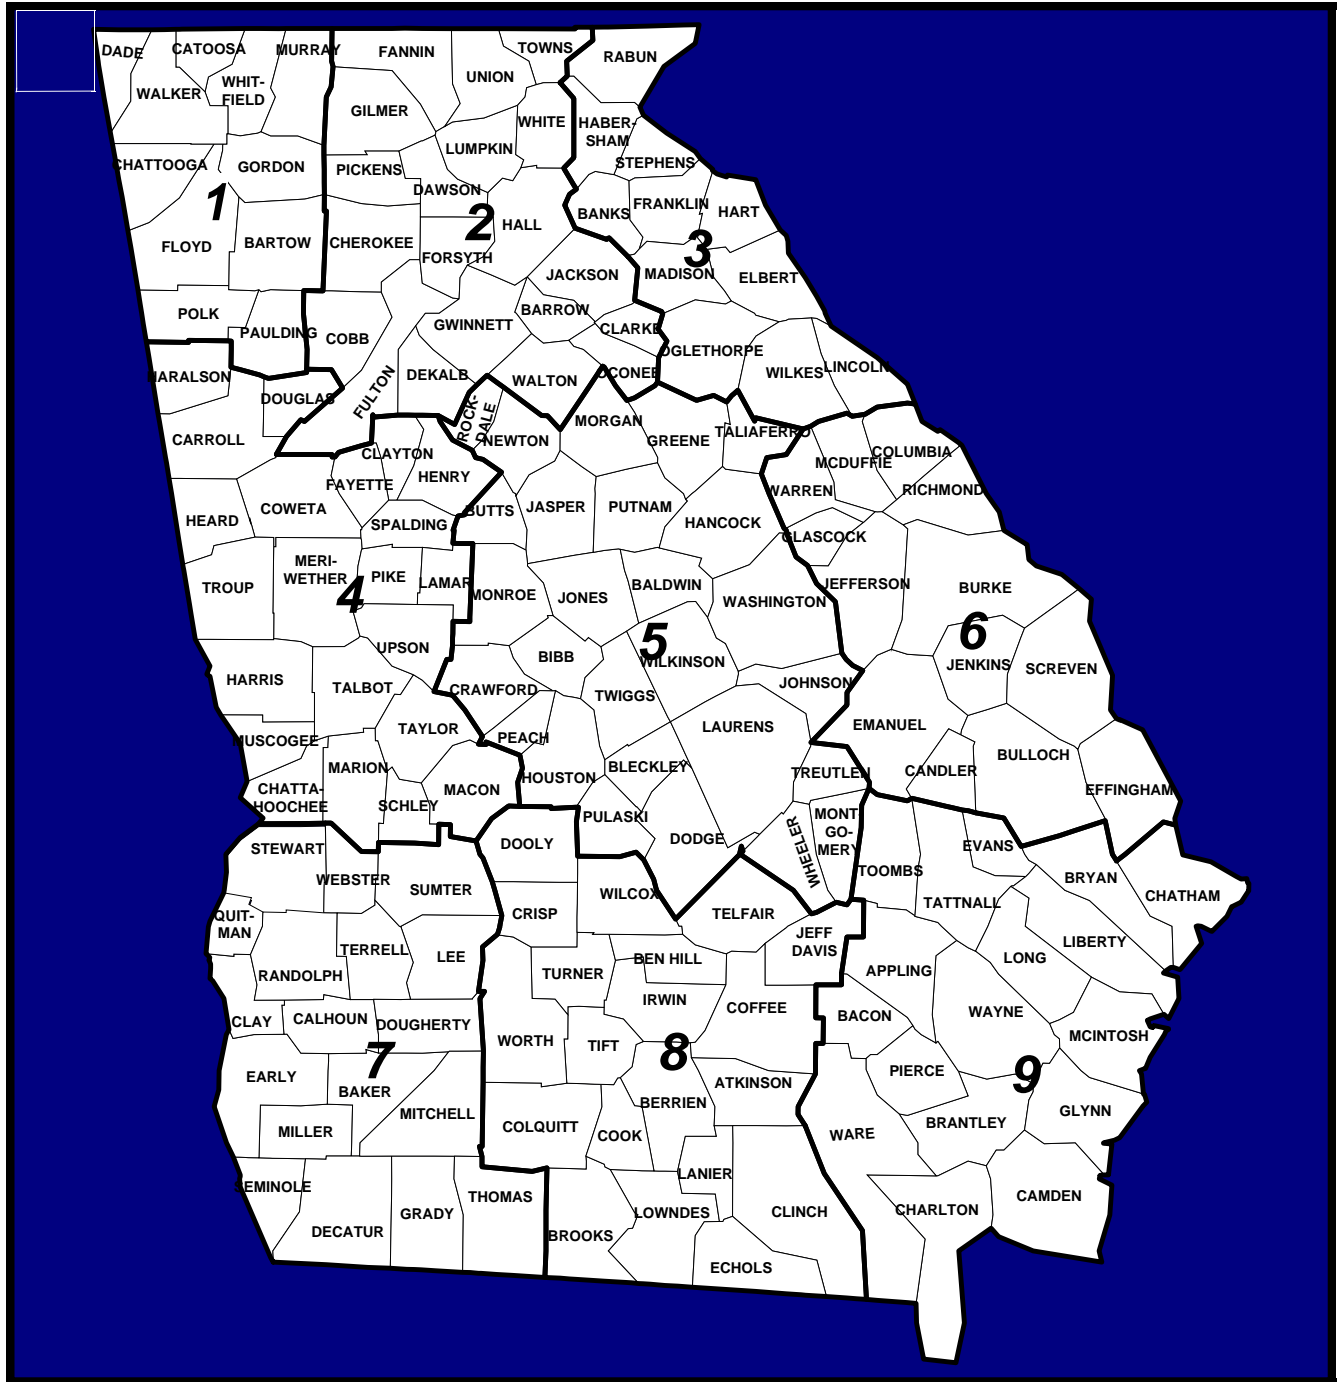 DADE
CATOOSA
MURRAY
FANNIN
TOWNS
RABUN
UNION
WALKER
WHIT-
FIELD
GILMER
WHITE
HABER-
SHAM
LUMPKIN
STEPHENS
CHATTOOGA
GORDON
PICKENS
DAWSON
1
2
HALL
BANKS
FRANKLIN
HART
3
FLOYD
BARTOW
CHEROKEE
FORSYTH
JACKSON
MADISON
ELBERT
POLK
PAULDING
COBB
GWINNETT
BARROW
CLARKE
OGLETHORPE
HARALSON
DOUGLAS
FULTON
DEKALB
WALTON
OCONEE
WILKES
LINCOLN
CARROLL
ROCK-
DALE
NEWTON
MORGAN
GREENE
TALIAFERRO
CLAYTON
FAYETTE
HENRY
MCDUFFIE
COLUMBIA
WARREN
RICHMOND
HEARD
COWETA
SPALDING
BUTTS
JASPER
PUTNAM
HANCOCK
GLASCOCK
TROUP
MERI-
WETHER
PIKE
LAMAR
MONROE
JONES
BALDWIN
WASHINGTON
JEFFERSON
BURKE
4
5
6
UPSON
BIBB
WILKINSON
JENKINS
SCREVEN
HARRIS
TALBOT
CRAWFORD
TWIGGS
JOHNSON
MUSCOGEE
TAYLOR
PEACH
LAURENS
EMANUEL
MARION
HOUSTON
BLECKLEY
TREUTLEN
CANDLER
BULLOCH
CHATTA-
HOOCHEE
SCHLEY
MACON
PULASKI
DODGE
WHEELER
MONT
GO-
MERY
EFFINGHAM
STEWART
WEBSTER
SUMTER
DOOLY
TOOMBS
EVANS
BRYAN
CHATHAM
QUIT-
MAN
CRISP
WILCOX
TELFAIR
JEFF
DAVIS
TATTNALL
LIBERTY
RANDOLPH
TERRELL
LEE
TURNER
BEN HILL
APPLING
LONG
CLAY
CALHOUN
DOUGHERTY
WORTH
TIFT
IRWIN
COFFEE
BACON
WAYNE
MCINTOSH
7
8
9
EARLY
BAKER
MITCHELL
BERRIEN
ATKINSON
PIERCE
BRANTLEY
GLYNN
MILLER
COLQUITT
COOK
WARE
SEMINOLE
DECATUR
GRADY
THOMAS
BROOKS
LANIER
LOWNDES
CLINCH
ECHOLS
CHARLTON
CAMDEN